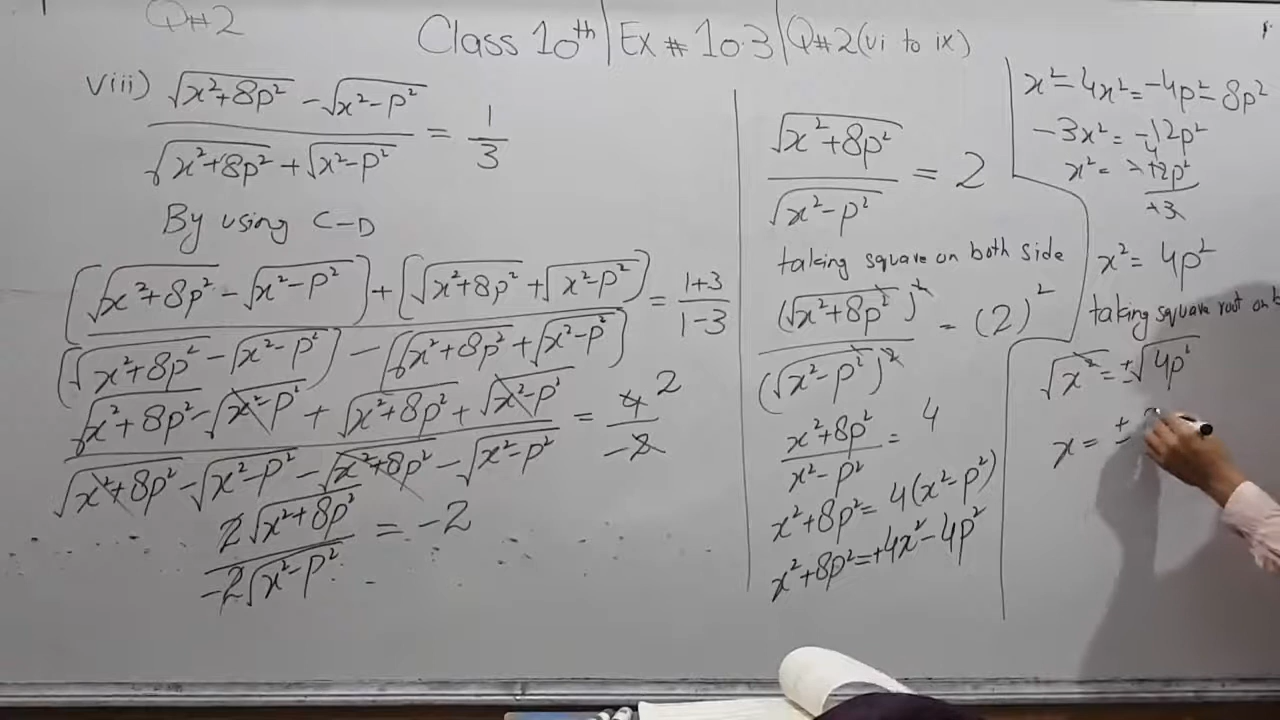 Q#2
Class 10th | Ex # 10.3 | Q#2 (vi to ix)
viii) √(x²+8p²) - √(x²-p²) / √(x²+8p²) + √(x²-p²) = 1/3
By using C-D
(√(x²+8p²) - √(x²-p²)) + (√(x²+8p²) + √(x²-p²)) / (√(x²+8p²) - √(x²-p²)) - (√(x²+8p²) + √(x²-p²)) = 1+3 / 1-3
√(x²+8p²) - √(x²-p²) + √(x²+8p²) + √(x²-p²) / √(x²+8p²) - √(x²-p²) - √(x²+8p²) - √(x²-p²) = 4 2 / -2
2√(x²+8p²) / -2√(x²-p²) = -2
√(x²+8p²) / √(x²-p²) = 2
taking square on both side
(√(x²+8p²))² / (√(x²-p²))² = (2)²
x²+8p² / x²-p² = 4
x²+8p² = 4(x²-p²)
x²+8p² = +4x²-4p²
x²-4x² = -4p²-8p²
-3x² = -12p²
x² = -12p² / -3 4
x² = 4p²
taking square root on
√x² = ±√4p²
x = ±